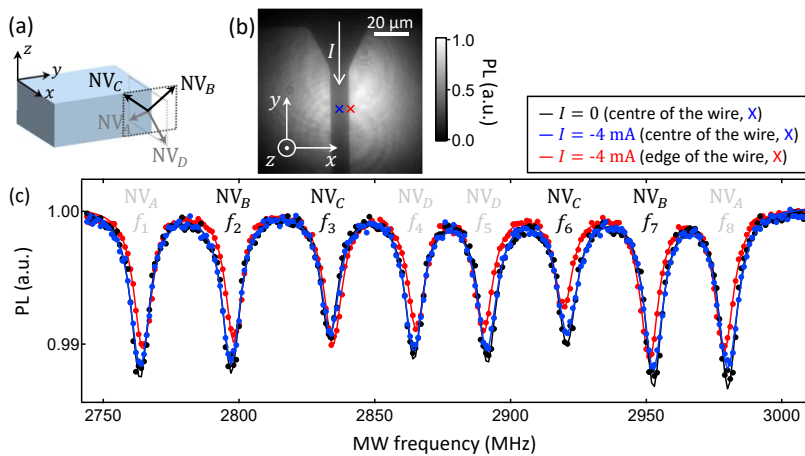 (a)
z
y
x
NV_C
NV_B
NV_A
NV_D
(b)
20 μm
I
y
z
x
1.0
0.5
0.0
PL (a.u.)
I = 0 (centre of the wire, X)
I = -4 mA (centre of the wire, X)
I = -4 mA (edge of the wire, X)
(c)
NV_A NV_B NV_C NV_D NV_D NV_C NV_B NV_A
f_1 f_2 f_3 f_4 f_5 f_6 f_7 f_8
1.00
0.99
PL (a.u.)
2750 2800 2850 2900 2950 3000
MW frequency (MHz)